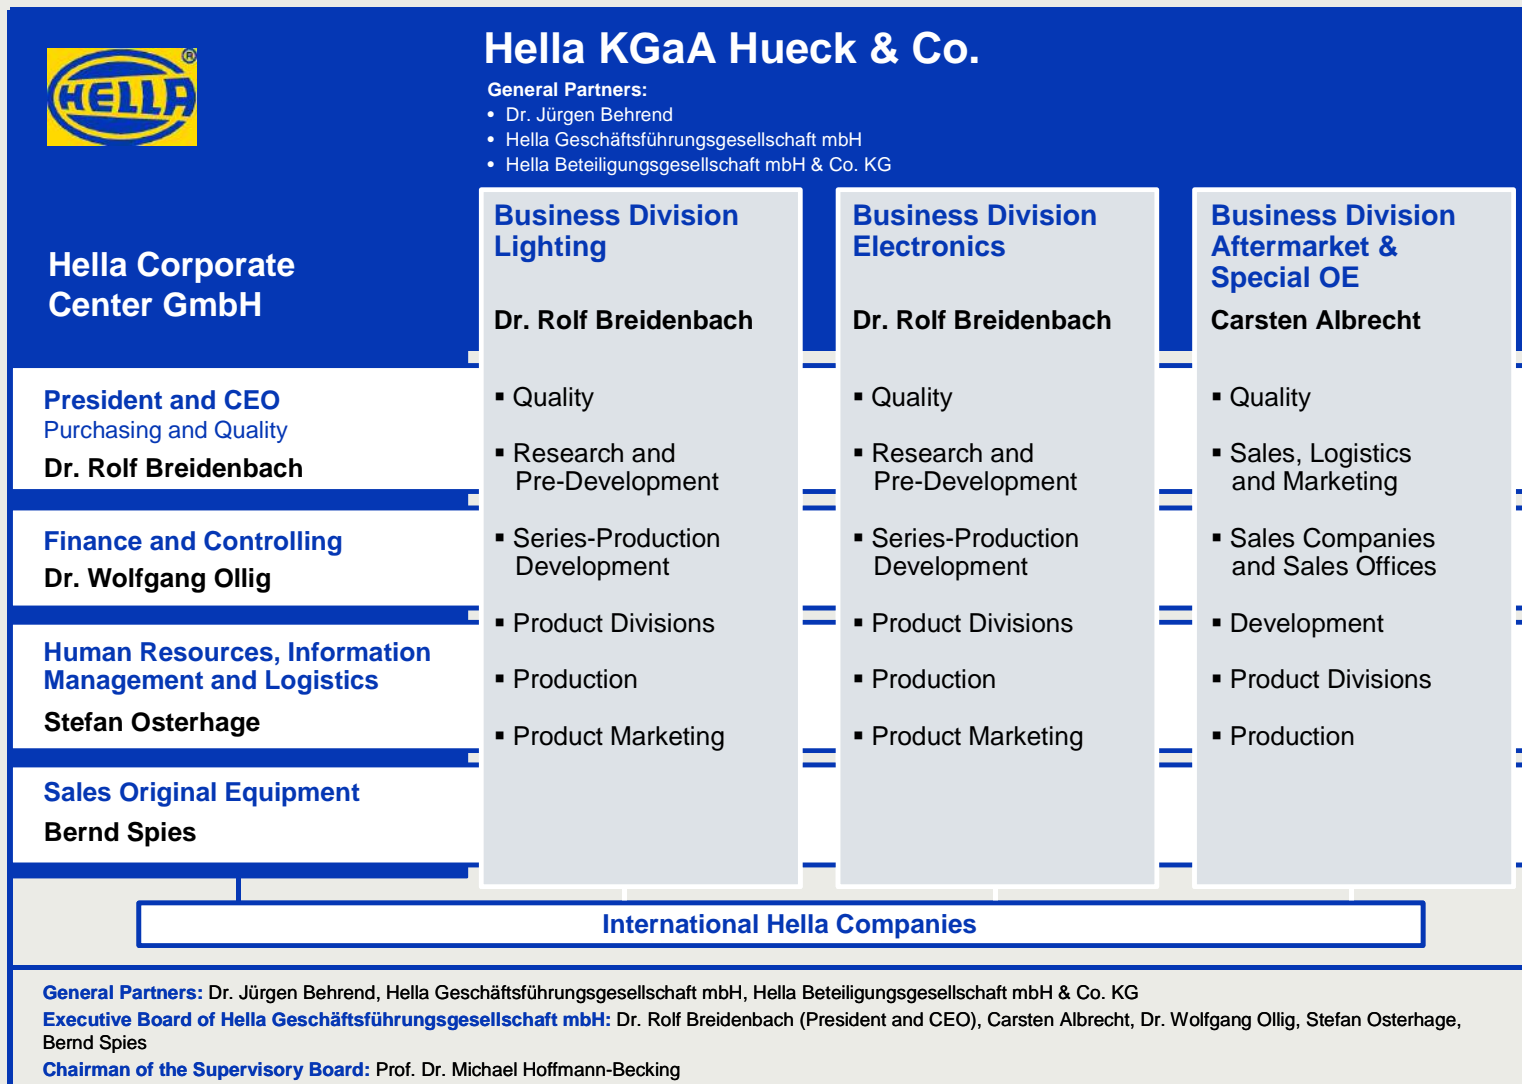 HELLA
®
Hella KGaA Hueck & Co.
General Partners:
• Dr. Jürgen Behrend
• Hella Geschäftsführungsgesellschaft mbH
• Hella Beteiligungsgesellschaft mbH & Co. KG
Hella Corporate
Center GmbH
President and CEO
Purchasing and Quality
Dr. Rolf Breidenbach
Finance and Controlling
Dr. Wolfgang Ollig
Human Resources, Information
Management and Logistics
Stefan Osterhage
Sales Original Equipment
Bernd Spies
Business Division
Lighting
Dr. Rolf Breidenbach
▪ Quality
▪ Research and
Pre-Development
▪ Series-Production
Development
▪ Product Divisions
▪ Production
▪ Product Marketing
Business Division
Electronics
Dr. Rolf Breidenbach
▪ Quality
▪ Research and
Pre-Development
▪ Series-Production
Development
▪ Product Divisions
▪ Production
▪ Product Marketing
Business Division
Aftermarket &
Special OE
Carsten Albrecht
▪ Quality
▪ Sales, Logistics
and Marketing
▪ Sales Companies
and Sales Offices
▪ Development
▪ Product Divisions
▪ Production
International Hella Companies
General Partners: Dr. Jürgen Behrend, Hella Geschäftsführungsgesellschaft mbH, Hella Beteiligungsgesellschaft mbH & Co. KG
Executive Board of Hella Geschäftsführungsgesellschaft mbH: Dr. Rolf Breidenbach (President and CEO), Carsten Albrecht, Dr. Wolfgang Ollig, Stefan Osterhage,
Bernd Spies
Chairman of the Supervisory Board: Prof. Dr. Michael Hoffmann-Becking